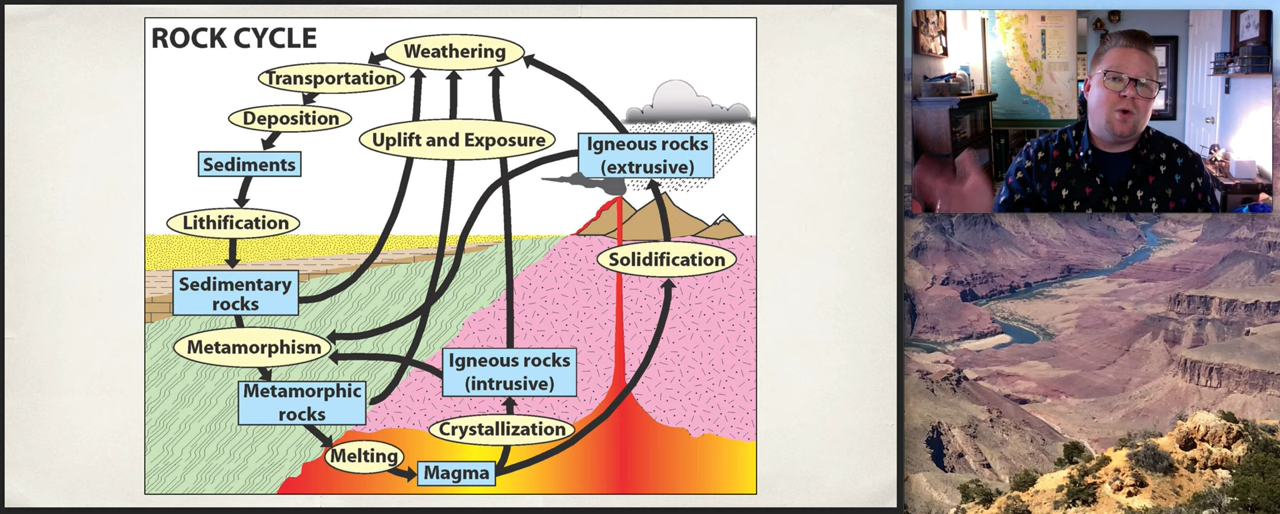 ROCK CYCLE
Weathering
Transportation
Deposition
Uplift and Exposure
Sediments
Igneous rocks
(extrusive)
Lithification
Solidification
Sedimentary
rocks
Metamorphism
Igneous rocks
(intrusive)
Metamorphic
rocks
Crystallization
Melting
Magma